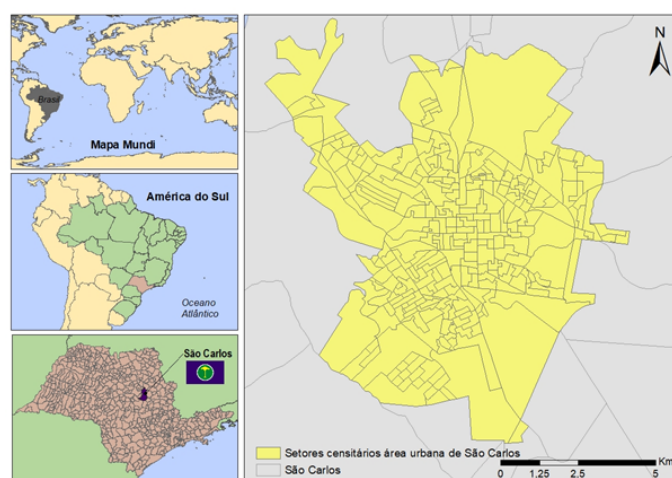 Brasil
Mapa Mundi
América do Sul
Oceano
Atlântico
São Carlos
N
Setores censitários área urbana de São Carlos
São Carlos
Km
0 1.25 2.5 5